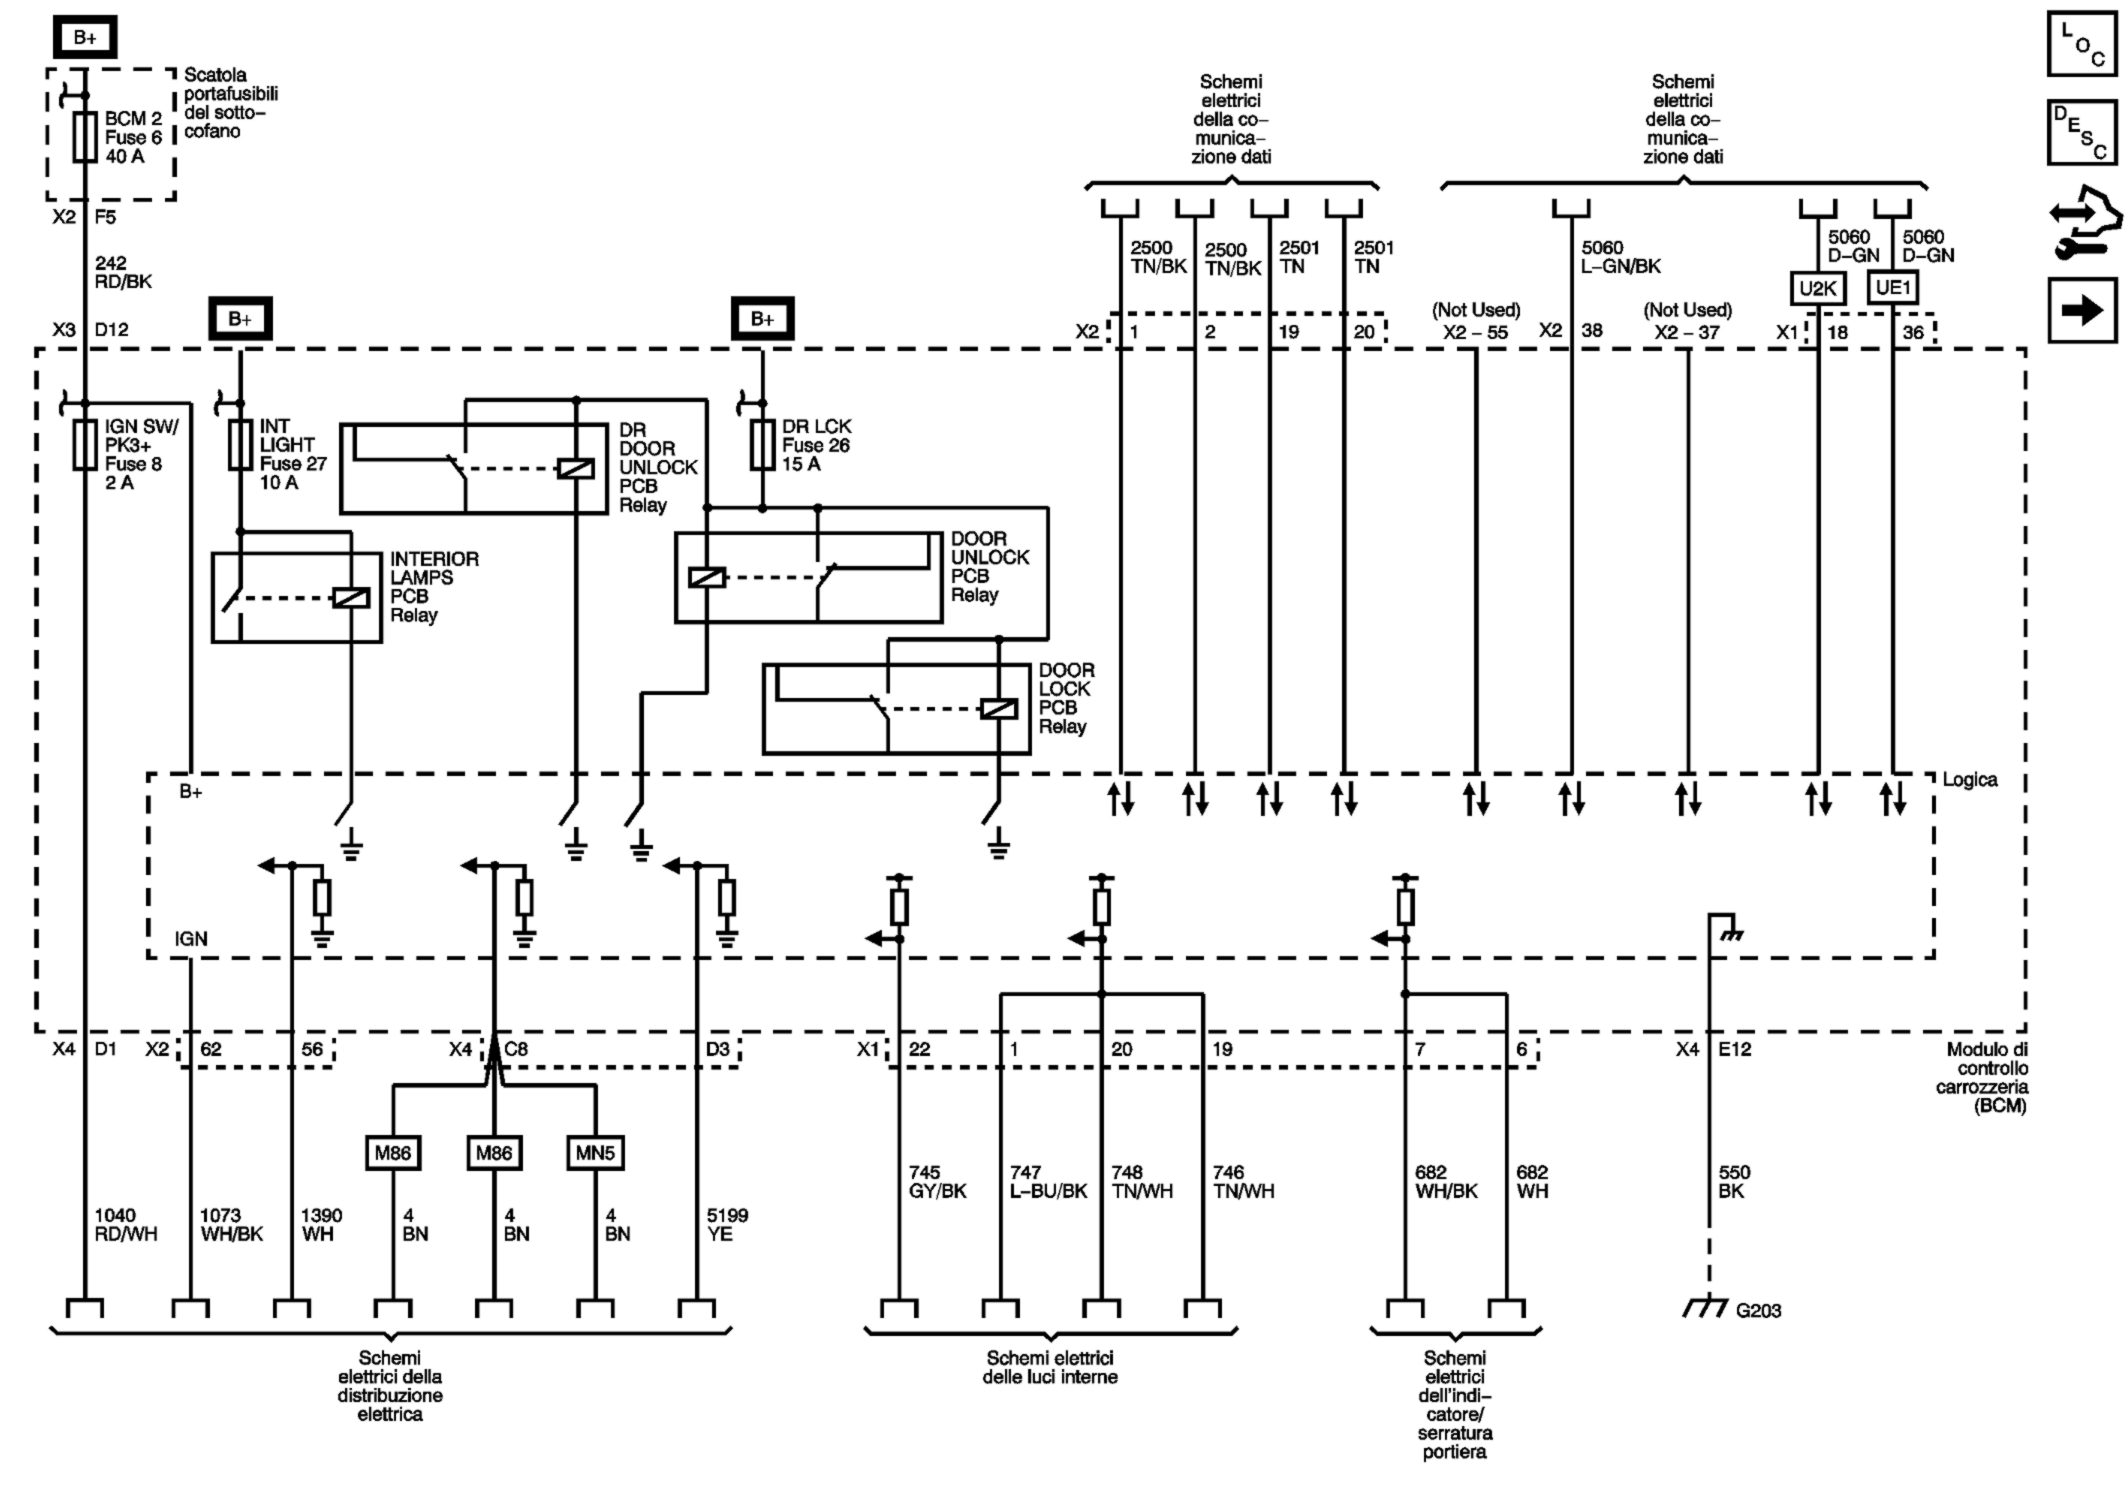 B+
Scatola
portafusibili
del sotto–
cofano
BCM 2
Fuse 6
40 A
X2 F5
242
RD/BK
X3 D12
B+
B+
Schemi
elettrici
della co–
munica–
zione dati
Schemi
elettrici
della co–
munica–
zione dati
L O C
D E S C
2500
TN/BK
2500
TN/BK
2501
TN
2501
TN
5060
L–GN/BK
5060
D–GN
5060
D–GN
U2K
UE1
X2 1 2 19 20
(Not Used)
X2 – 55
X2 38
(Not Used)
X2 – 37
X1 18 36
IGN SW/
PK3+
Fuse 8
2 A
INT
LIGHT
Fuse 27
10 A
DR
DOOR
UNLOCK
PCB
Relay
DR LCK
Fuse 26
15 A
INTERIOR
LAMPS
PCB
Relay
DOOR
UNLOCK
PCB
Relay
DOOR
LOCK
PCB
Relay
B+
Logica
IGN
X4 D1 X2 62 56 X4 C8 D3 X1 22 1 20 19 7 6 X4 E12
Modulo di
controllo
carrozzeria
(BCM)
M86
M86
MN5
745
GY/BK
747
L–BU/BK
748
TN/WH
746
TN/WH
682
WH/BK
682
WH
550
BK
1040
RD/WH
1073
WH/BK
1390
WH
4
BN
4
BN
4
BN
5199
YE
G203
Schemi
elettrici della
distribuzione
elettrica
Schemi elettrici
delle luci interne
Schemi
elettrici
dell'indi–
catore/
serratura
portiera